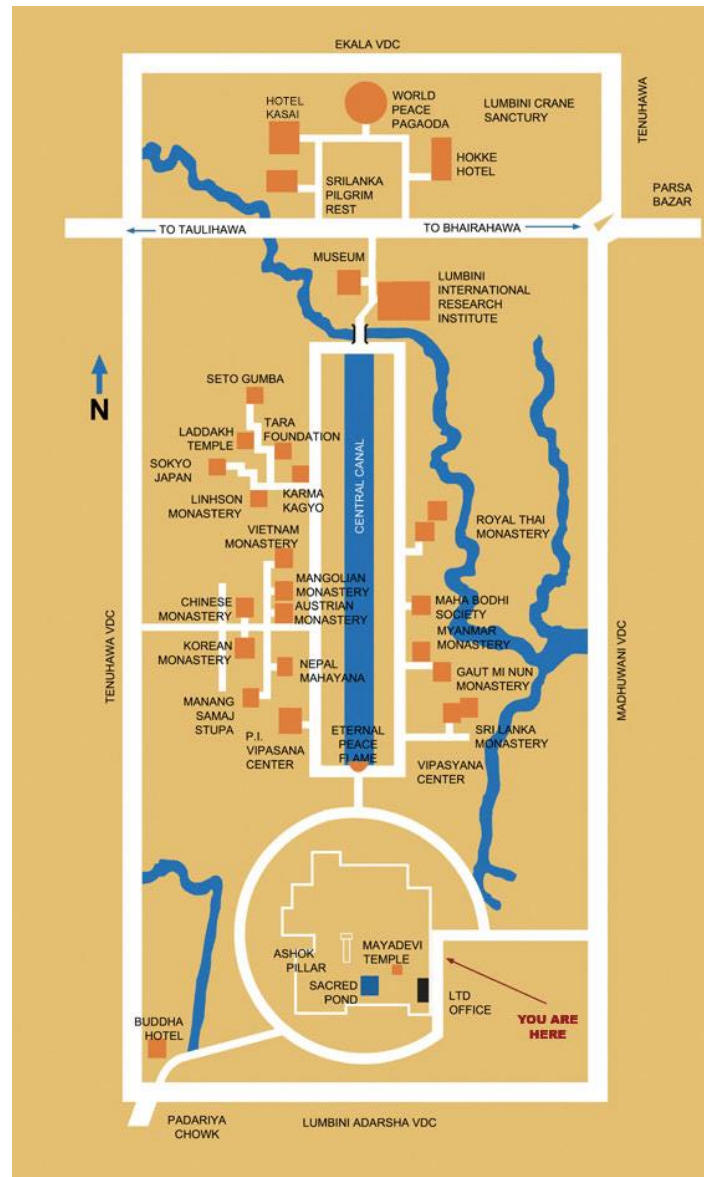 EKALA VDC
HOTEL
KASAI
WORLD
PEACE
PAGAODA
LUMBINI CRANE
SANCTURY
TENUHAWA
HOKKE
HOTEL
SRILANKA
PILGRIM
REST
PARSA
BAZAR
TO TAULIHAWA
TO BHAIRAHAWA
MUSEUM
LUMBINI
INTERNATIONAL
RESEARCH
INSTITUTE
N
SETO GUMBA
LADDAKH
TEMPLE
TARA
FOUNDATION
SOKYO
JAPAN
LINHSON
MONASTERY
KARMA
KAGYO
CENTRAL CANAL
VIETNAM
MONASTERY
ROYAL THAI
MONASTERY
MANGOLIAN
MONASTERY
AUSTRIAN
MONASTERY
CHINESE
MONASTERY
MAHA BODHI
SOCIETY
MYANMAR
MONASTERY
KOREAN
MONASTERY
NEPAL
MAHAYANA
GAUT MI NUN
MONASTERY
TENUHAWA VDC
MADHUWANI VDC
MANANG
SAMAJ
STUPA
P.I.
VIPASANA
CENTER
ETERNAL
PEACE
FLAME
SRI LANKA
MONASTERY
VIPASYANA
CENTER
ASHOK
PILLAR
MAYADEVI
TEMPLE
SACRED
POND
LTD
OFFICE
YOU ARE
HERE
BUDDHA
HOTEL
PADARIYA
CHOWK
LUMBINI ADARSHA VDC